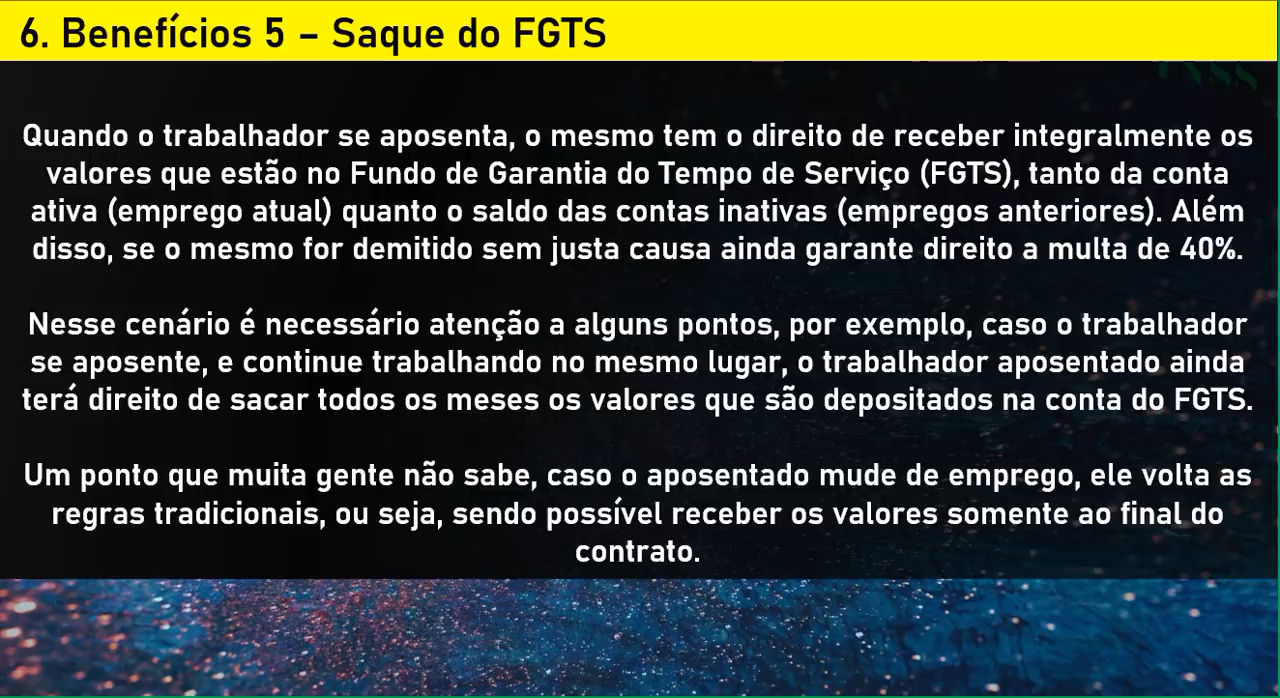 6. Benefícios 5 – Saque do FGTS
Quando o trabalhador se aposenta, o mesmo tem o direito de receber integralmente os
valores que estão no Fundo de Garantia do Tempo de Serviço (FGTS), tanto da conta
ativa (emprego atual) quanto o saldo das contas inativas (empregos anteriores). Além
disso, se o mesmo for demitido sem justa causa ainda garante direito a multa de 40%.
Nesse cenário é necessário atenção a alguns pontos, por exemplo, caso o trabalhador
se aposente, e continue trabalhando no mesmo lugar, o trabalhador aposentado ainda
terá direito de sacar todos os meses os valores que são depositados na conta do FGTS.
Um ponto que muita gente não sabe, caso o aposentado mude de emprego, ele volta as
regras tradicionais, ou seja, sendo possível receber os valores somente ao final do
contrato.